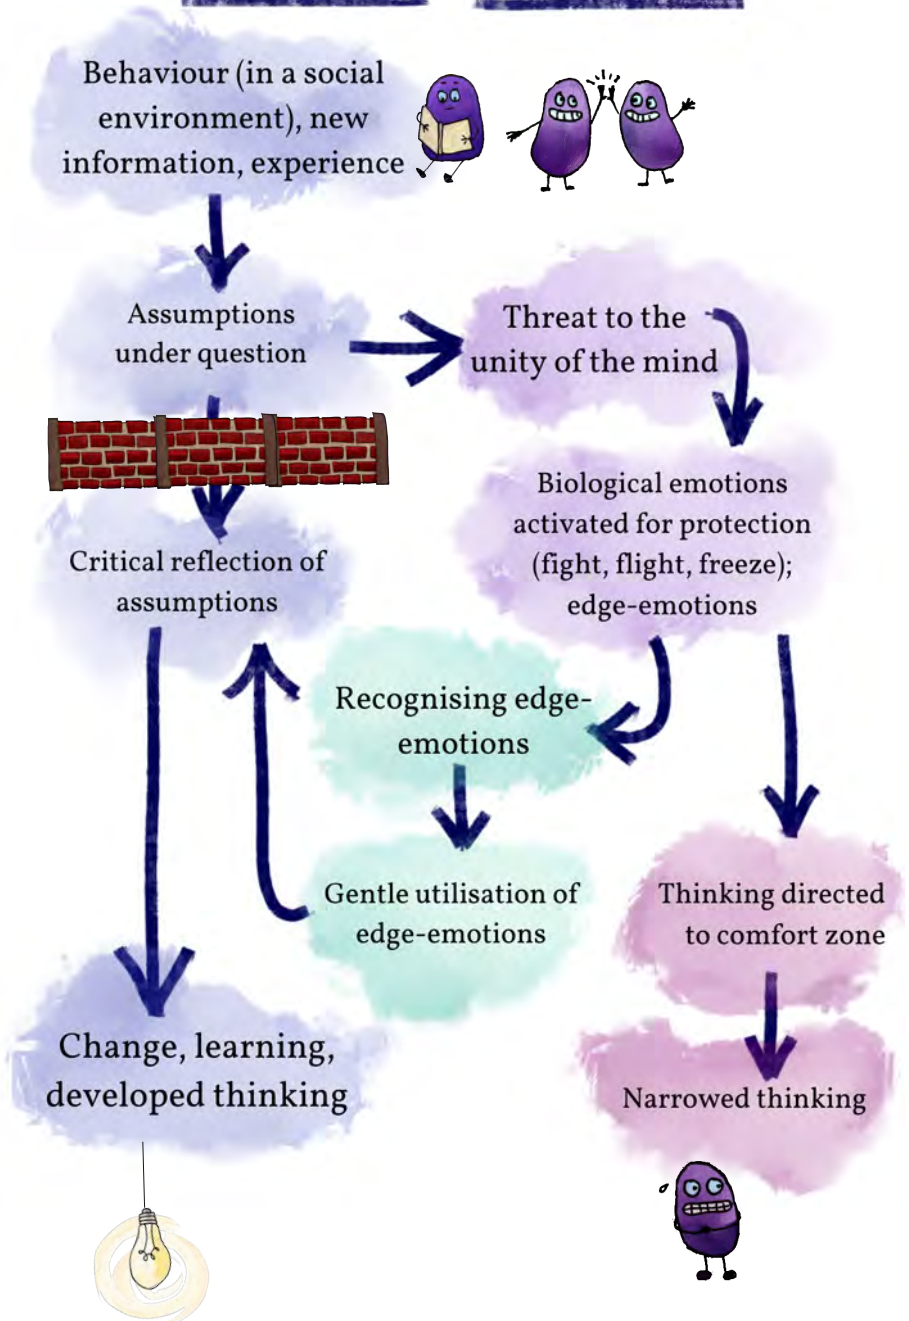 Behaviour (in a social
environment), new
information, experience
Assumptions
under question
Threat to the
unity of the mind
Biological emotions
activated for protection
(fight, flight, freeze);
edge-emotions
Critical reflection of
assumptions
Recognising edge-
emotions
Gentle utilisation of
edge-emotions
Thinking directed
to comfort zone
Change, learning,
developed thinking
Narrowed thinking